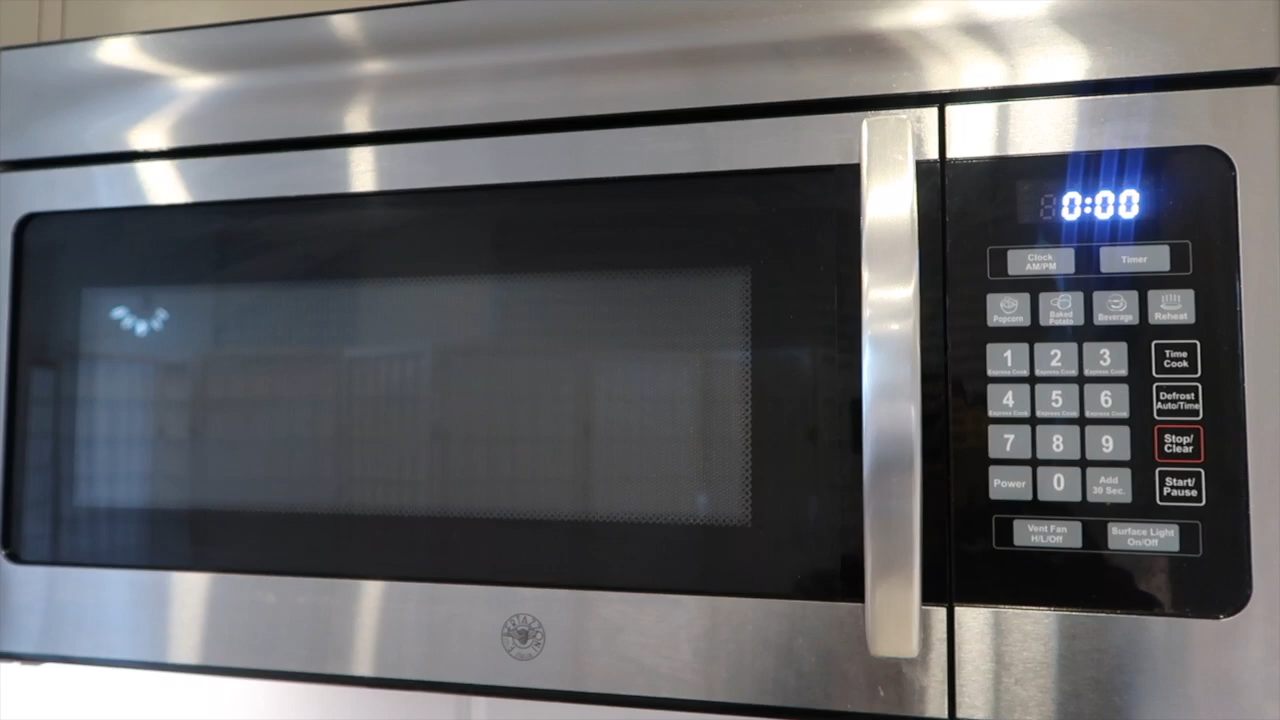 0:00
Clock
AM/PM
Timer
Popcorn
Baked
Potato
Beverage
Reheat
1
Express Cook
2
Express Cook
3
Express Cook
Time
Cook
4
Express Cook
5
Express Cook
6
Express Cook
Defrost
Auto/Time
7
8
9
Stop/
Clear
Power
0
Add
30 Sec.
Start/
Pause
Vent Fan
H/L/Off
Surface Light
On/Off
BERTAZZONI